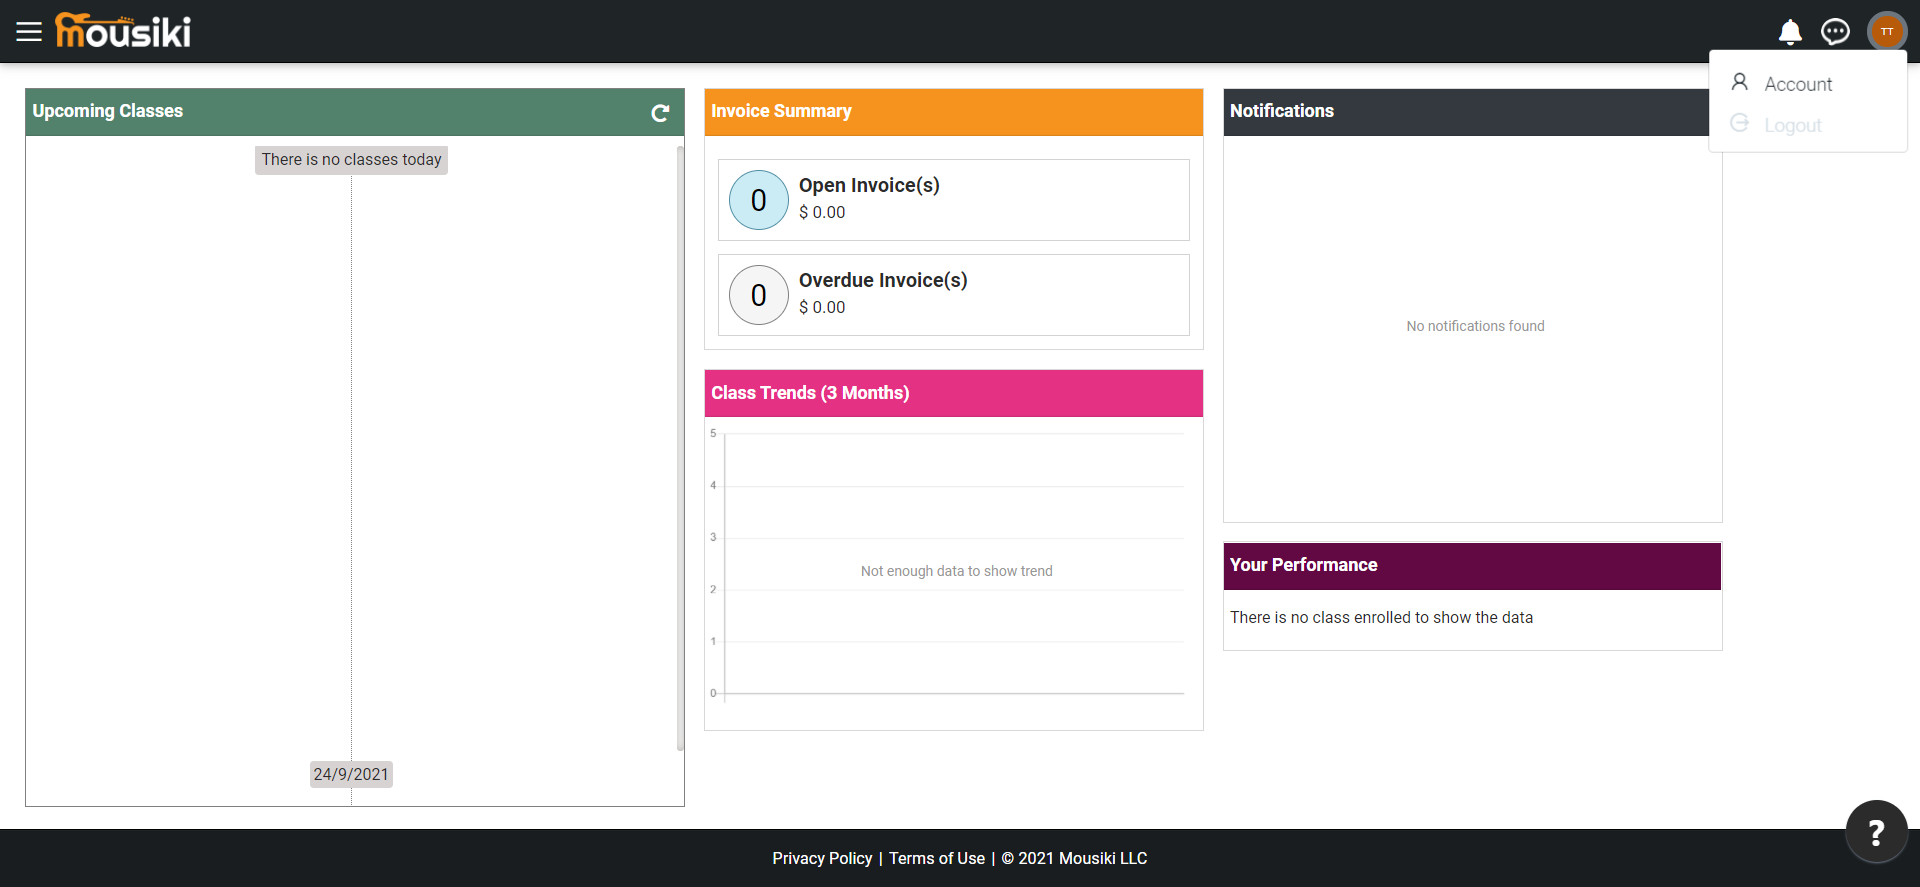 mousiki
TT
Account
Logout
Upcoming Classes
There is no classes today
24/9/2021
Invoice Summary
0
Open Invoice(s)
$ 0.00
0
Overdue Invoice(s)
$ 0.00
Class Trends (3 Months)
5
4
3
Not enough data to show trend
2
1
0
Notifications
No notifications found
Your Performance
There is no class enrolled to show the data
?
Privacy Policy | Terms of Use | © 2021 Mousiki LLC